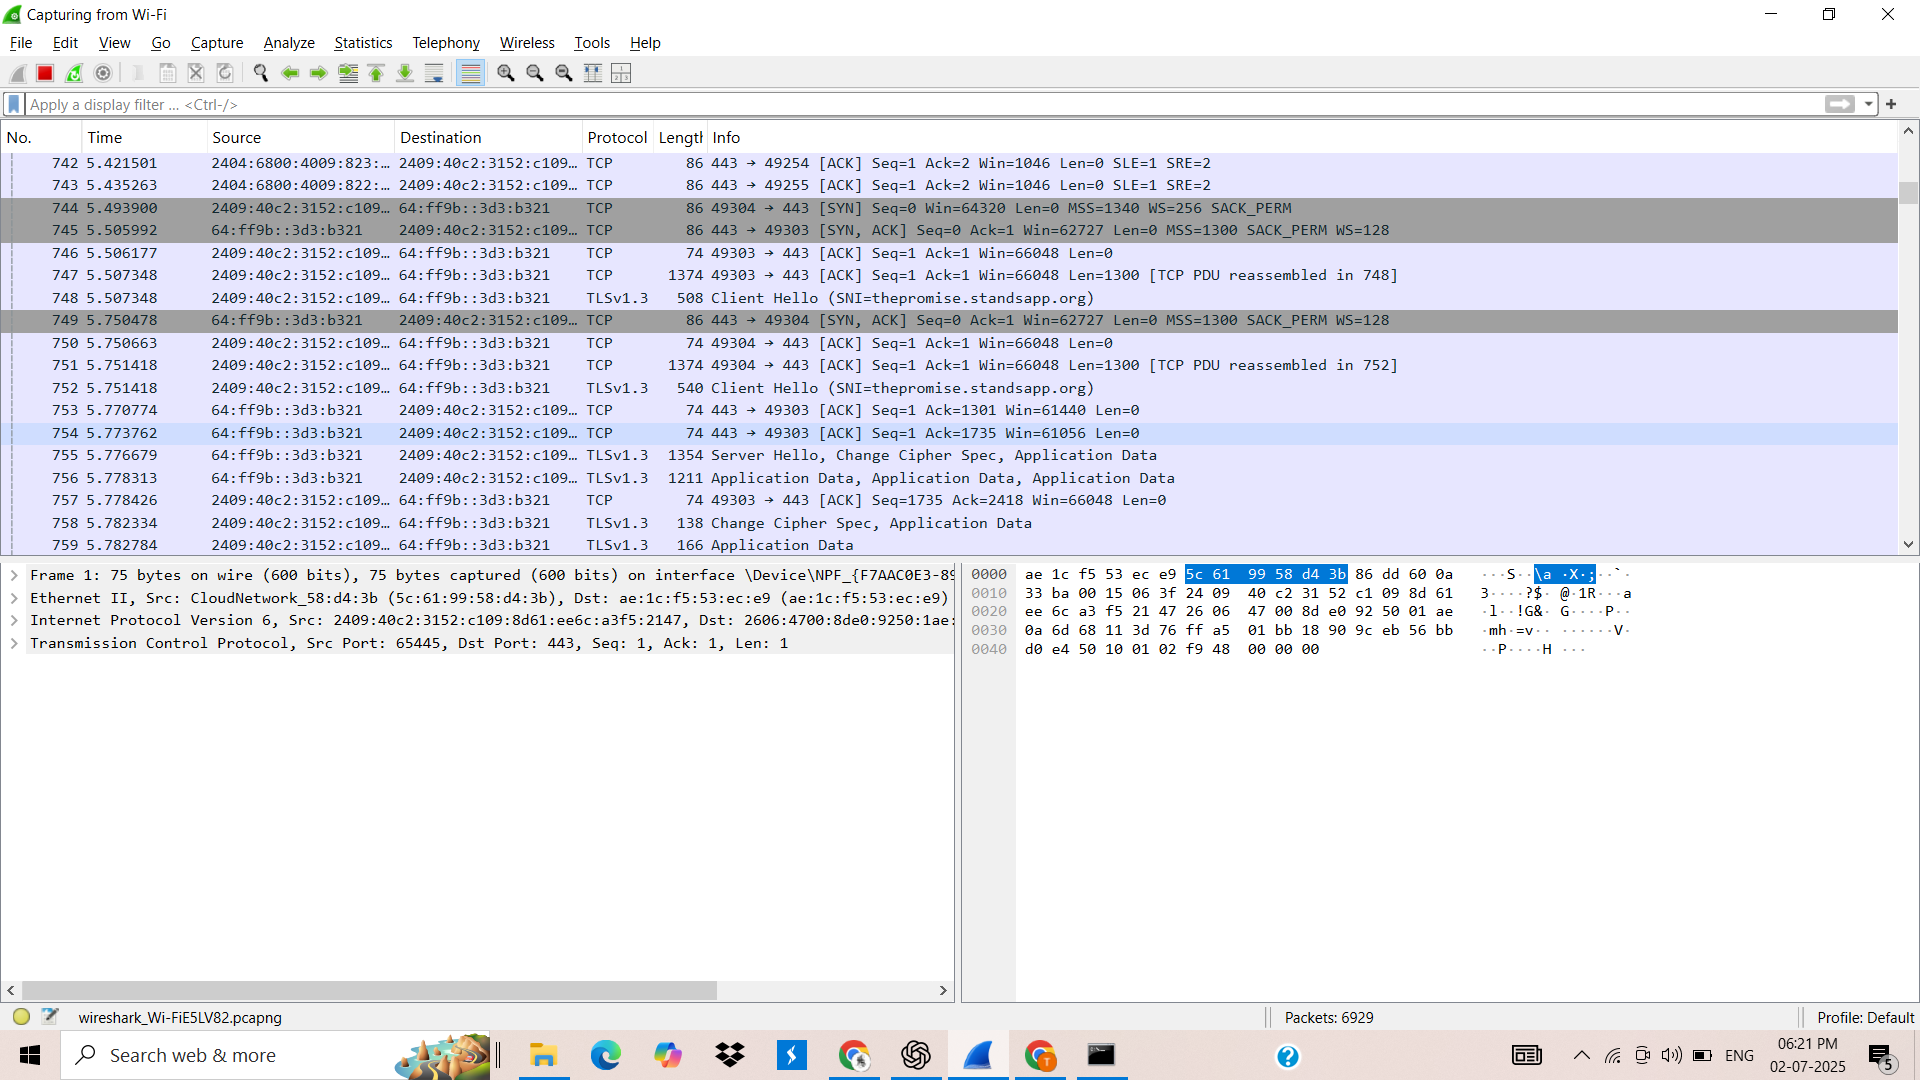 Capturing from Wi-Fi
File Edit View Go Capture Analyze Statistics Telephony Wireless Tools Help
Apply a display filter ... <Ctrl-/>
No. Time Source Destination Protocol Length Info
742 5.421501 2404:6800:4009:823:… 2409:40c2:3152:c109… TCP 86 443 → 49254 [ACK] Seq=1 Ack=2 Win=1046 Len=0 SLE=1 SRE=2
743 5.435263 2404:6800:4009:822:… 2409:40c2:3152:c109… TCP 86 443 → 49255 [ACK] Seq=1 Ack=2 Win=1046 Len=0 SLE=1 SRE=2
744 5.493900 2409:40c2:3152:c109… 64:ff9b::3d3:b321 TCP 86 49304 → 443 [SYN] Seq=0 Win=64320 Len=0 MSS=1340 WS=256 SACK_PERM
745 5.505992 64:ff9b::3d3:b321 2409:40c2:3152:c109… TCP 86 443 → 49303 [SYN, ACK] Seq=0 Ack=1 Win=62727 Len=0 MSS=1300 SACK_PERM WS=128
746 5.506177 2409:40c2:3152:c109… 64:ff9b::3d3:b321 TCP 74 49303 → 443 [ACK] Seq=1 Ack=1 Win=66048 Len=0
747 5.507348 2409:40c2:3152:c109… 64:ff9b::3d3:b321 TCP 1374 49303 → 443 [ACK] Seq=1 Ack=1 Win=66048 Len=1300 [TCP PDU reassembled in 748]
748 5.507348 2409:40c2:3152:c109… 64:ff9b::3d3:b321 TLSv1.3 508 Client Hello (SNI=thepromise.standsapp.org)
749 5.750478 64:ff9b::3d3:b321 2409:40c2:3152:c109… TCP 86 443 → 49304 [SYN, ACK] Seq=0 Ack=1 Win=62727 Len=0 MSS=1300 SACK_PERM WS=128
750 5.750663 2409:40c2:3152:c109… 64:ff9b::3d3:b321 TCP 74 49304 → 443 [ACK] Seq=1 Ack=1 Win=66048 Len=0
751 5.751418 2409:40c2:3152:c109… 64:ff9b::3d3:b321 TCP 1374 49304 → 443 [ACK] Seq=1 Ack=1 Win=66048 Len=1300 [TCP PDU reassembled in 752]
752 5.751418 2409:40c2:3152:c109… 64:ff9b::3d3:b321 TLSv1.3 540 Client Hello (SNI=thepromise.standsapp.org)
753 5.770774 64:ff9b::3d3:b321 2409:40c2:3152:c109… TCP 74 443 → 49303 [ACK] Seq=1 Ack=1301 Win=61440 Len=0
754 5.773762 64:ff9b::3d3:b321 2409:40c2:3152:c109… TCP 74 443 → 49303 [ACK] Seq=1 Ack=1735 Win=61056 Len=0
755 5.776679 64:ff9b::3d3:b321 2409:40c2:3152:c109… TLSv1.3 1354 Server Hello, Change Cipher Spec, Application Data
756 5.778313 64:ff9b::3d3:b321 2409:40c2:3152:c109… TLSv1.3 1211 Application Data, Application Data, Application Data
757 5.778426 2409:40c2:3152:c109… 64:ff9b::3d3:b321 TCP 74 49303 → 443 [ACK] Seq=1735 Ack=2418 Win=66048 Len=0
758 5.782334 2409:40c2:3152:c109… 64:ff9b::3d3:b321 TLSv1.3 138 Change Cipher Spec, Application Data
759 5.782784 2409:40c2:3152:c109… 64:ff9b::3d3:b321 TLSv1.3 166 Application Data
Frame 1: 75 bytes on wire (600 bits), 75 bytes captured (600 bits) on interface \Device\NPF_{F7AAC0E3-89
Ethernet II, Src: CloudNetwork_58:d4:3b (5c:61:99:58:d4:3b), Dst: ae:1c:f5:53:ec:e9 (ae:1c:f5:53:ec:e9)
Internet Protocol Version 6, Src: 2409:40c2:3152:c109:8d61:ee6c:a3f5:2147, Dst: 2606:4700:8de0:9250:1ae:
Transmission Control Protocol, Src Port: 65445, Dst Port: 443, Seq: 1, Ack: 1, Len: 1
0000 ae 1c f5 53 ec e9 5c 61 99 58 d4 3b 86 dd 60 0a ···S··\a ·X·;··`·
0010 33 ba 00 15 06 3f 24 09 40 c2 31 52 c1 09 8d 61 3····?$· @·1R···a
0020 ee 6c a3 f5 21 47 26 06 47 00 8d e0 92 50 01 ae ·l··!G&· G····P··
0030 0a 6d 68 11 3d 76 ff a5 01 bb 18 90 9c eb 56 bb ·mh·=v·· ······V·
0040 d0 e4 50 10 01 02 f9 48 00 00 00 ··P····H ···
wireshark_Wi-FiE5LV82.pcapng Packets: 6929 Profile: Default
Search web & more ENG 06:21 PM
02-07-2025 5